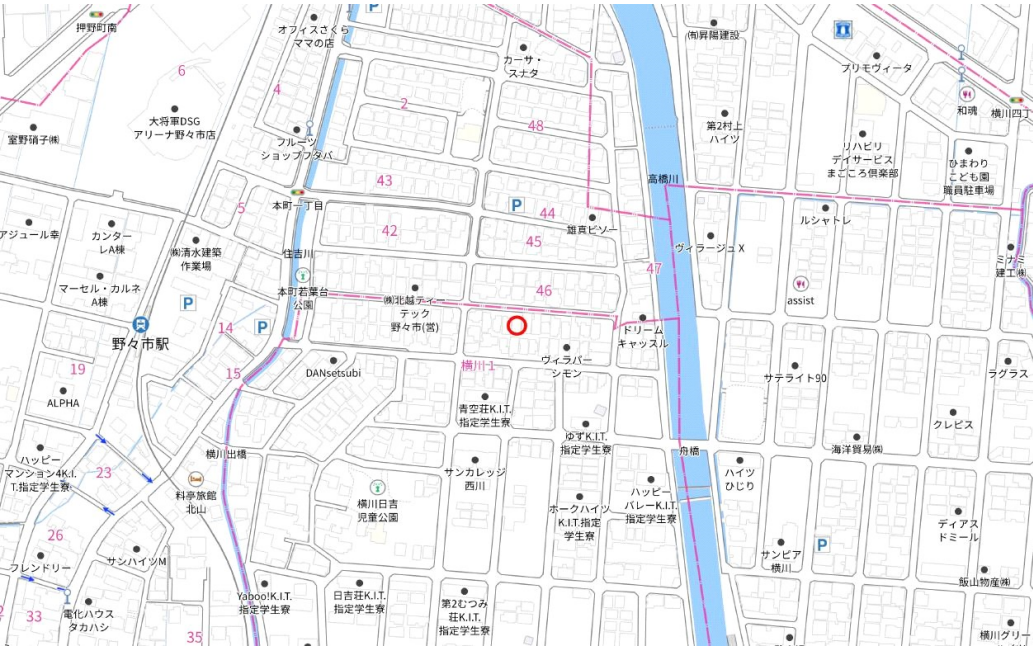 押野町南
オフィスさくら
ママの店
P
㈲昇陽建設
カーサ・
スナタ
プリモヴィータ
6
4
2
和魂
横川四丁
大将軍DSG
アリーナ野々市店
室野硝子㈱
48
第2村上
ハイツ
フルーツ
ショップフタバ
リハビリ
デイサービス
まごころ倶楽部
ひまわり
こども園
職員駐車場
43
高橋川
本町一丁目
5
P
44
ルシャトレ
アジュール幸
カンター
レA棟
42
45
雄真ビソー
ヴィラージュX
㈱清水建築
作業場
住吉川
47
ミナミ
建工㈱
マーセル・カルネ
A棟
本町若葉台
公園
46
assist
P
㈱北越ティー
テック
野々市(営)
14
P
ドリーム
キャッスル
野々市駅
ヴィラパー
シモン
横川1
19
15
DANsetsubi
サテライト90
ラグラス
ALPHA
青空荘K.I.T.
指定学生寮
クレビス
ゆずK.I.T.
指定学生寮
横川出橋
舟橋
海洋貿易㈱
ハッピー
マンション4K.I.
T.指定学生寮
23
サンカレッジ
西川
ハイツ
ひじり
料亭旅館
北山
横川日吉
児童公園
ホークハイツ
K.I.T.指定
学生寮
ハッピー
バレーK.I.T.
指定学生寮
ディアス
ドミール
26
P
サンピア
横川
サンハイツM
フレンドリー
飯山物産㈱
Yaboo!K.I.T.
指定学生寮
日吉荘K.I.T.
指定学生寮
第2むつみ
荘K.I.T.
指定学生寮
33
電化ハウス
タカハシ
35
横川グリー